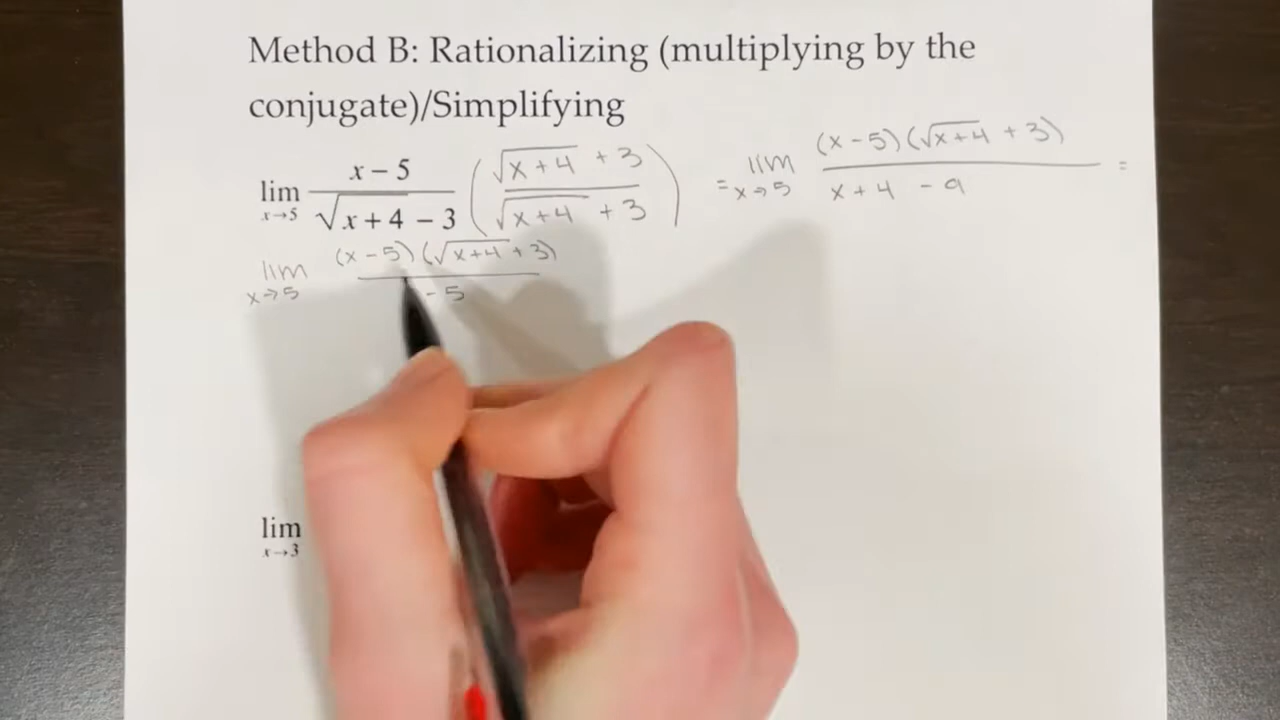 Method B: Rationalizing (multiplying by the
conjugate)/Simplifying
lim x→5 x − 5 / √x + 4 − 3 ( √x + 4 + 3 / √x + 4 + 3 ) = lim x→5 (x − 5)(√x+4 + 3) / x + 4 − 9 =
lim x→5 (x − 5)(√x+4 + 3) / − 5
lim x→3